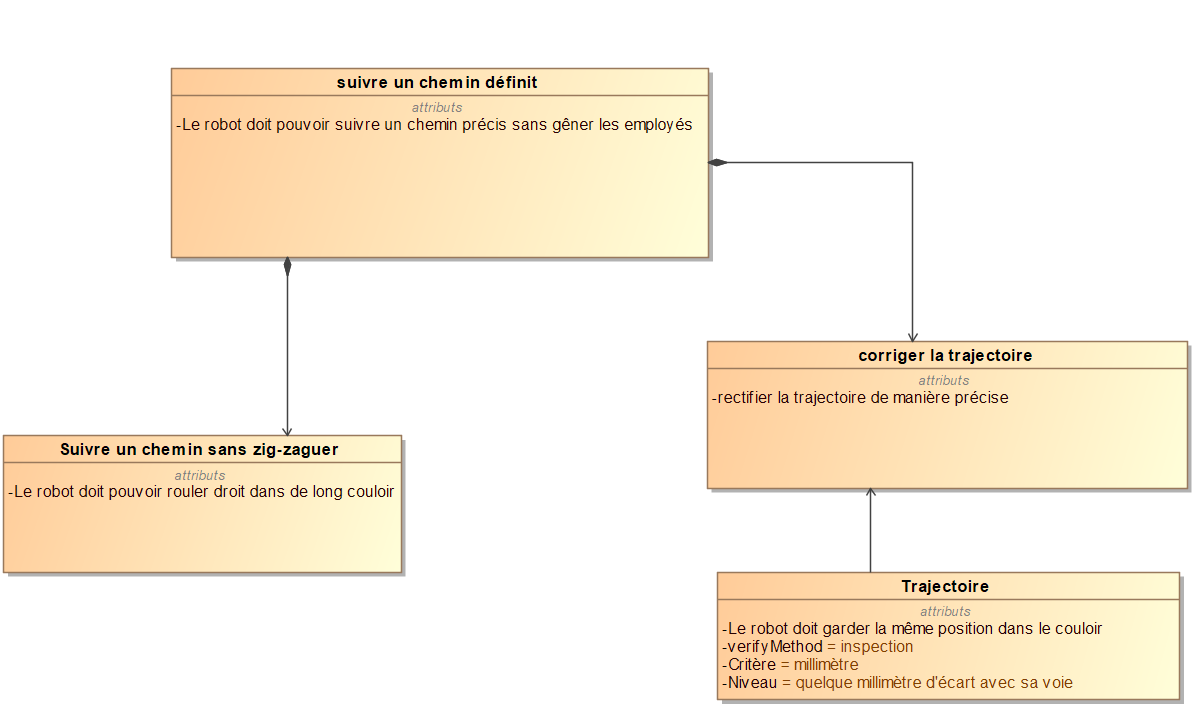 suivre un chemin définit
attributs
-Le robot doit pouvoir suivre un chemin précis sans gêner les employés
corriger la trajectoire
attributs
-rectifier la trajectoire de manière précise
Suivre un chemin sans zig-zaguer
attributs
-Le robot doit pouvoir rouler droit dans de long couloir
Trajectoire
attributs
-Le robot doit garder la même position dans le couloir
-verifyMethod = inspection
-Critère = millimètre
-Niveau = quelque millimètre d'écart avec sa voie